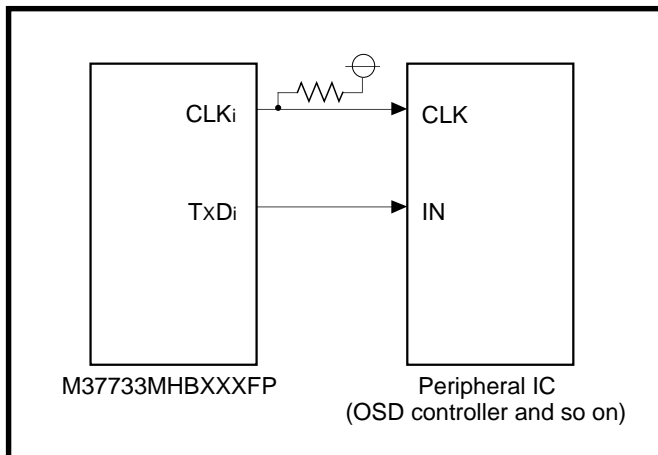 CLKi
CLK
TxDi
IN
M37733MHBXXXFP
Peripheral IC
(OSD controller and so on)